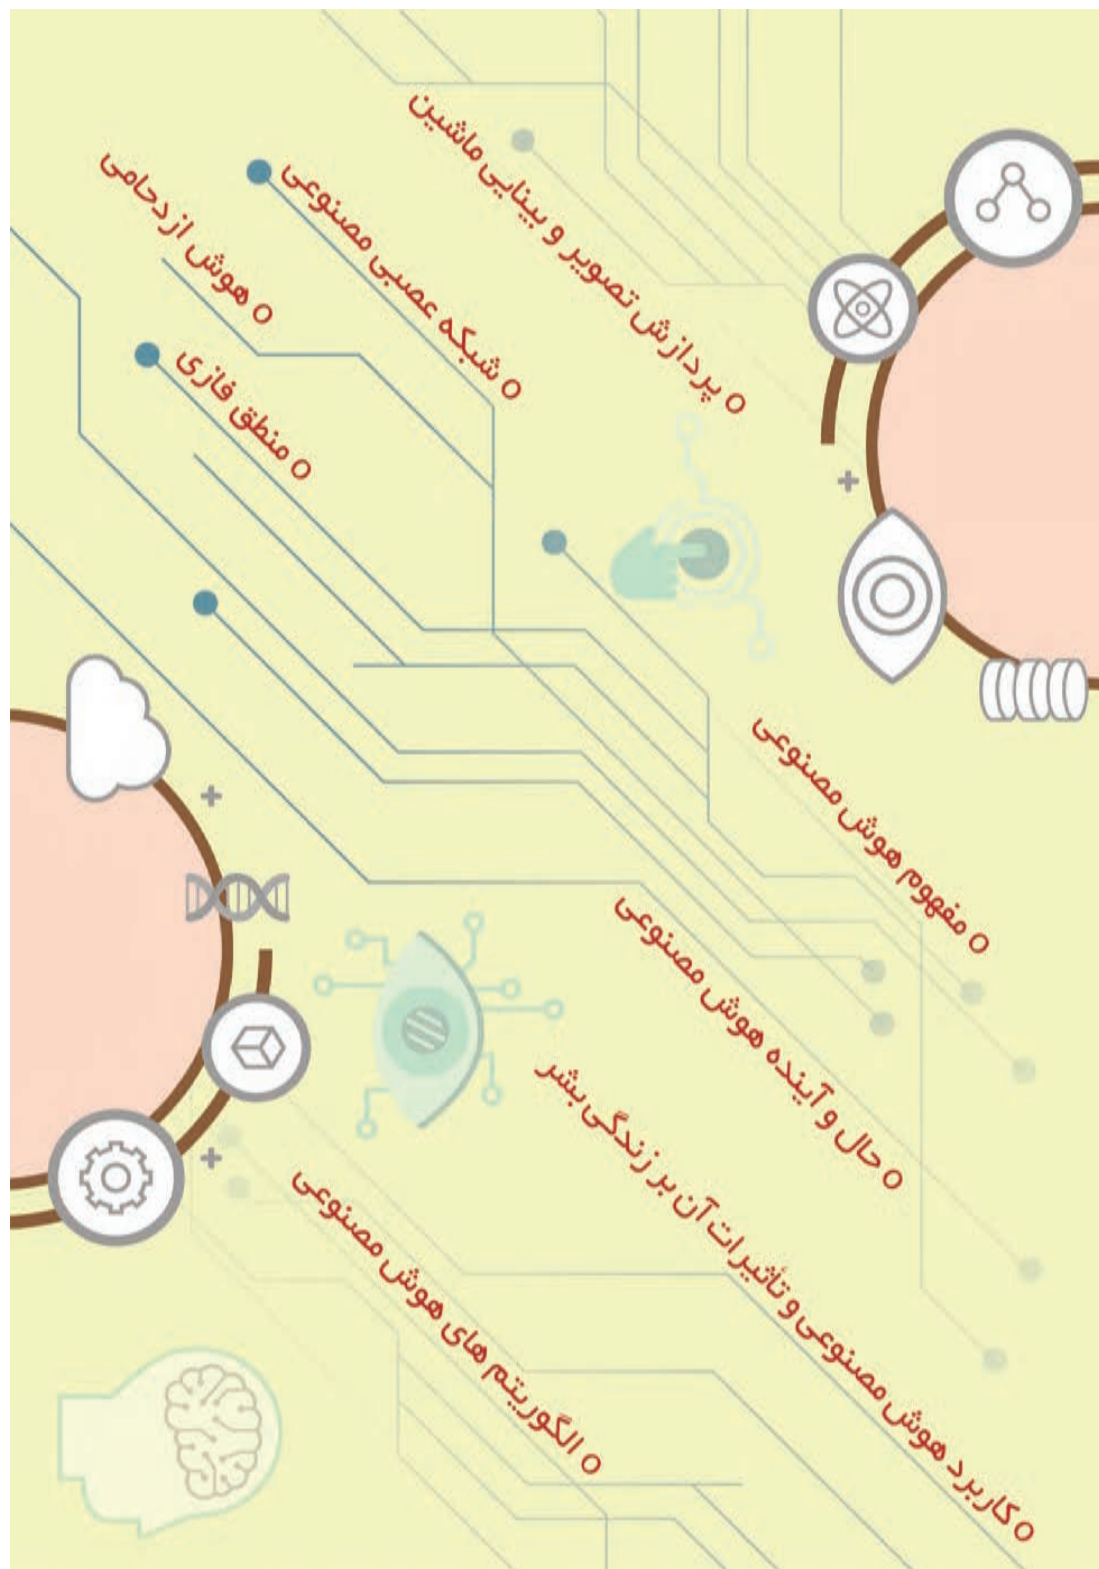 o مفهوم هوش مصنوعی
o حال و آینده هوش مصنوعی
o کاربرد هوش مصنوعی و تأثیرات آن بر زندگی بشر
o الگوریتم های هوش مصنوعی
o پردازش تصویر و بینایی ماشین
o شبکه عصبی مصنوعی
o هوش ازدحامی
o منطق فازی